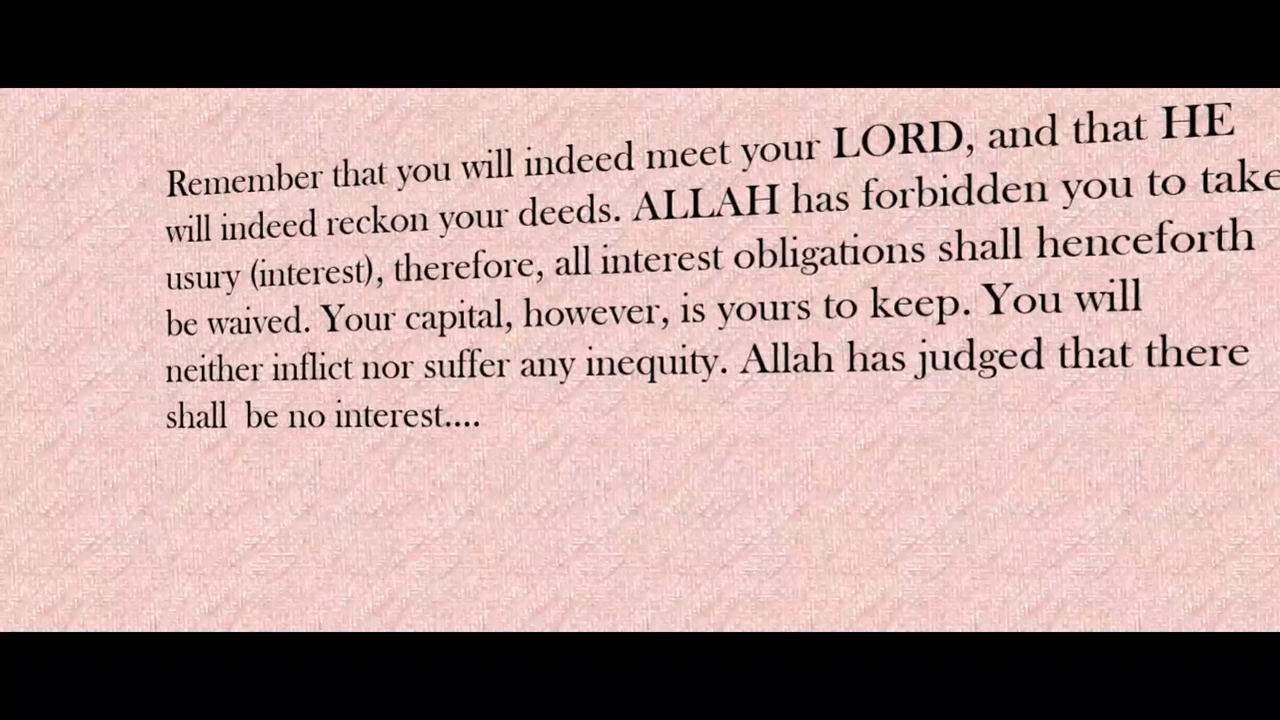 Remember that you will indeed meet your LORD, and that HE
will indeed reckon your deeds. ALLAH has forbidden you to take
usury (interest), therefore, all interest obligations shall henceforth
be waived. Your capital, however, is yours to keep. You will
neither inflict nor suffer any inequity. Allah has judged that there
shall  be no interest....